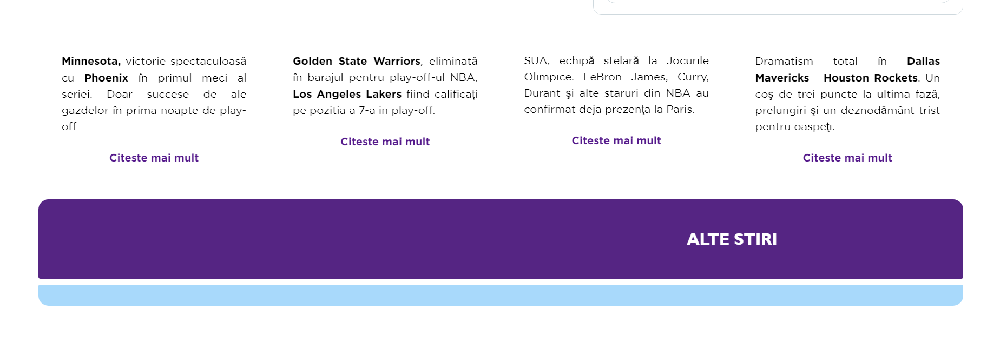 Minnesota, victorie spectaculoasă
cu Phoenix în primul meci al
seriei. Doar succese de ale
gazdelor în prima noapte de play-
off
Citeste mai mult
Golden State Warriors, eliminată
în barajul pentru play-off-ul NBA,
Los Angeles Lakers fiind calificați
pe pozitia a 7-a in play-off.
Citeste mai mult
SUA, echipă stelară la Jocurile
Olimpice. LeBron James, Curry,
Durant şi alte staruri din NBA au
confirmat deja prezenţa la Paris.
Citeste mai mult
Dramatism total în Dallas
Mavericks - Houston Rockets. Un
coş de trei puncte la ultima fază,
prelungiri şi un deznodământ trist
pentru oaspeţi.
Citeste mai mult
ALTE STIRI